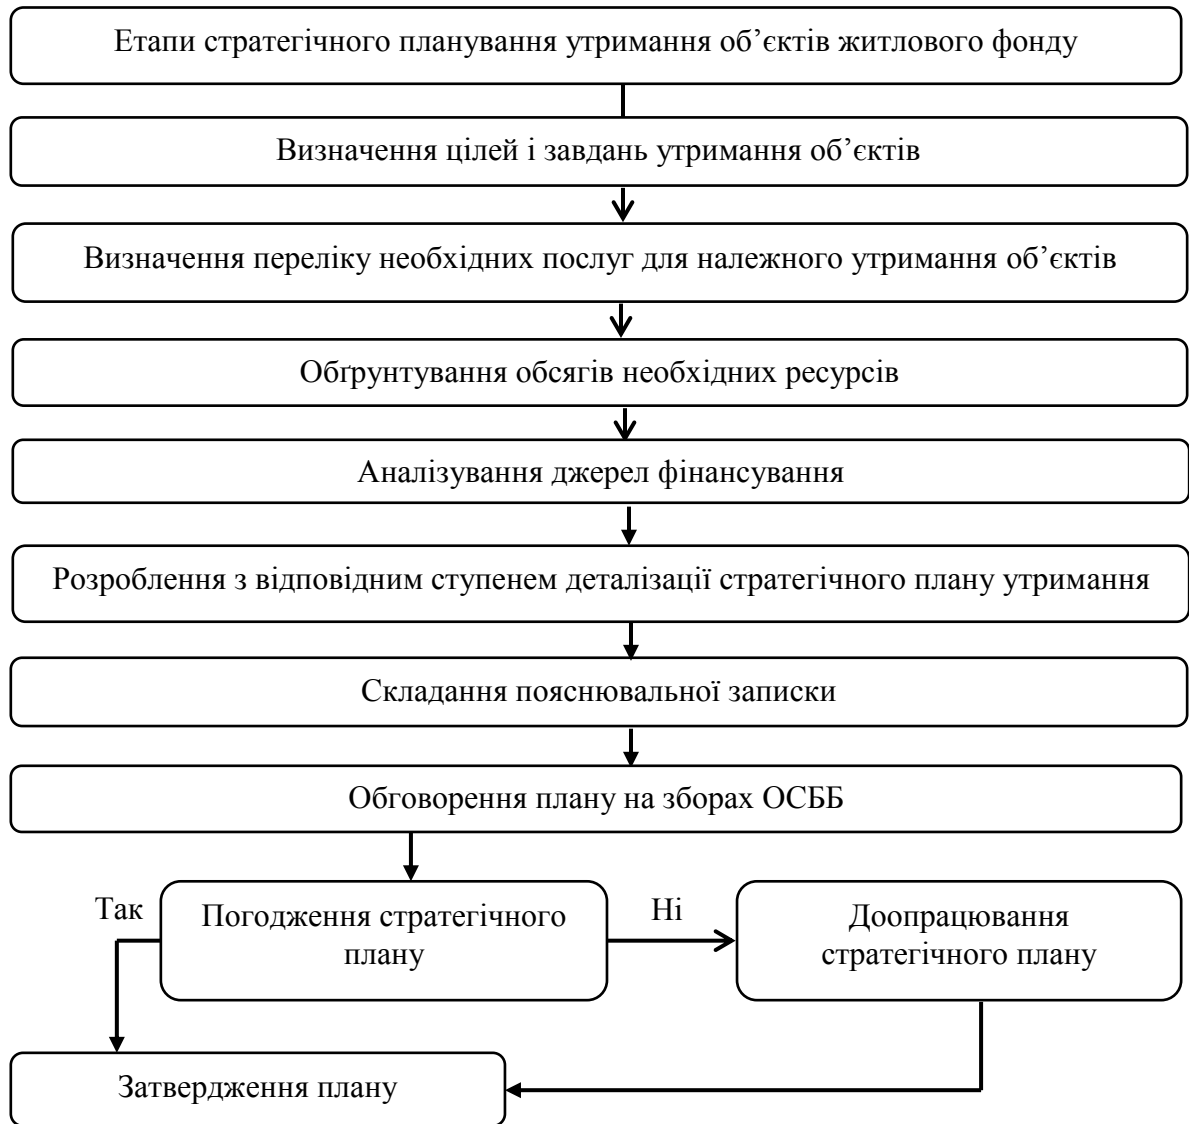 Етапи стратегічного планування утримання об’єктів житлового фонду
Визначення цілей і завдань утримання об’єктів
Визначення переліку необхідних послуг для належного утримання об’єктів
Обґрунтування обсягів необхідних ресурсів
Аналізування джерел фінансування
Розроблення з відповідним ступенем деталізації стратегічного плану утримання
Складання пояснювальної записки
Обговорення плану на зборах ОСББ
Так
Погодження стратегічного
плану
Ні
Доопрацювання
стратегічного плану
Затвердження плану